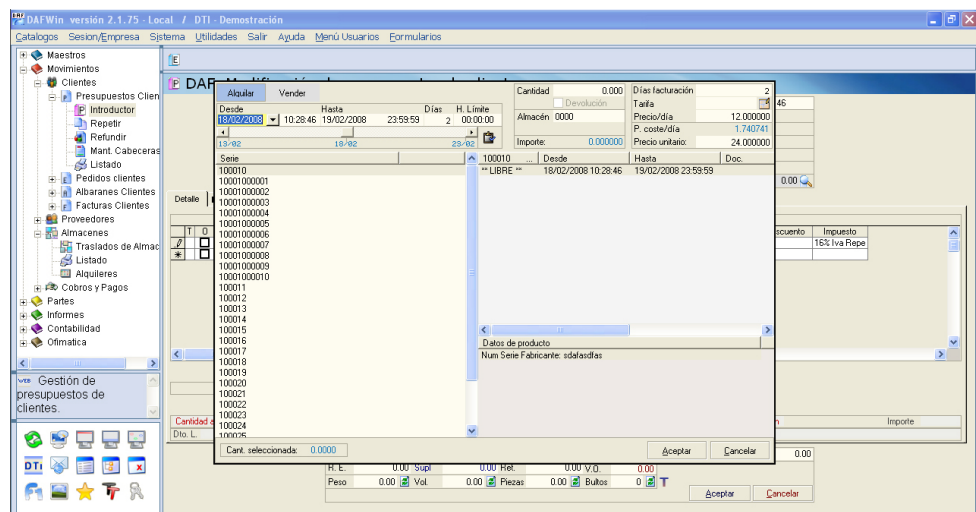 DAFWin versión 2.1.75 - Local / DTI - Demostración
Catalogos Sesion/Empresa Sistema Utilidades Salir Ayuda Menú Usuarios Formularios
Maestros
Movimientos
Clientes
Presupuestos Clien
Introductor
Repetir
Refundir
Mant. Cabeceras
Listado
Pedidos clientes
Albaranes Clientes
Facturas Clientes
Proveedores
Almacenes
Traslados de Almac
Listado
Alquileres
Cobros y Pagos
Partes
Informes
Contabilidad
Ofimatica
Gestión de
presupuestos de
clientes.
DTI
Alquilar Vender
Desde Hasta Días H. Límite
18/02/2008 10:28:46 19/02/2008 23:59:59 2 00:00:00
13/02 18/02 23/02
Cantidad 0.000
Devolución
Almacén 0000
Importe: 0.000000
Días facturación 2
Tarifa
Precio/día 12.000000
P. coste/día 1.740741
Precio unitario: 24.000000
46
0.00
Serie
100010
10001000001
10001000002
10001000003
10001000004
10001000005
10001000006
10001000007
10001000008
10001000009
10001000010
100011
100012
100013
100014
100015
100016
100017
100018
100019
100020
100021
100022
100023
100024
100025
100010 ... Desde Hasta Doc.
** LIBRE ** 18/02/2008 10:28:46 19/02/2008 23:59:59
Datos de producto
Num Serie Fabricante: sdafasdfas
Cant. seleccionada: 0.0000
Aceptar Cancelar
Detalle
T O
scuento Impuesto
16% Iva Repe
Cantidad
Importe
Dto. L.
0.00
R. E. 0.00 Supl 0.00 Ret. 0.00 V.D. 0.00
Peso 0.00 Vol. 0.00 Piezas 0.00 Bultos 0 T
Aceptar Cancelar